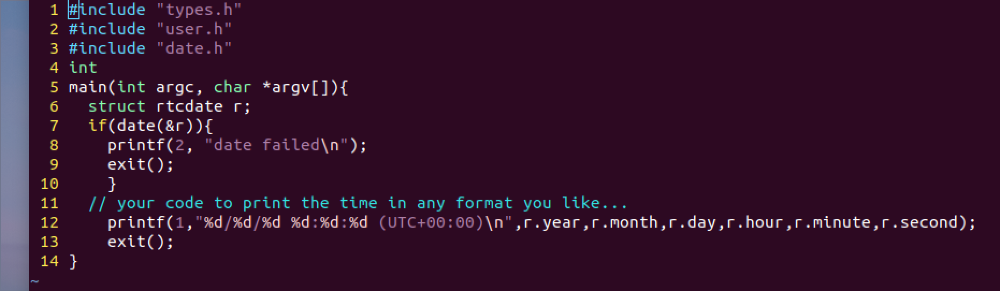 1 #include "types.h"
2 #include "user.h"
3 #include "date.h"
4 int
5 main(int argc, char *argv[]){
6   struct rtcdate r;
7   if(date(&r)){
8     printf(2, "date failed\n");
9     exit();
10     }
11   // your code to print the time in any format you like...
12     printf(1,"%d/%d/%d %d:%d:%d (UTC+00:00)\n",r.year,r.month,r.day,r.hour,r.minute,r.second);
13     exit();
14 }
~